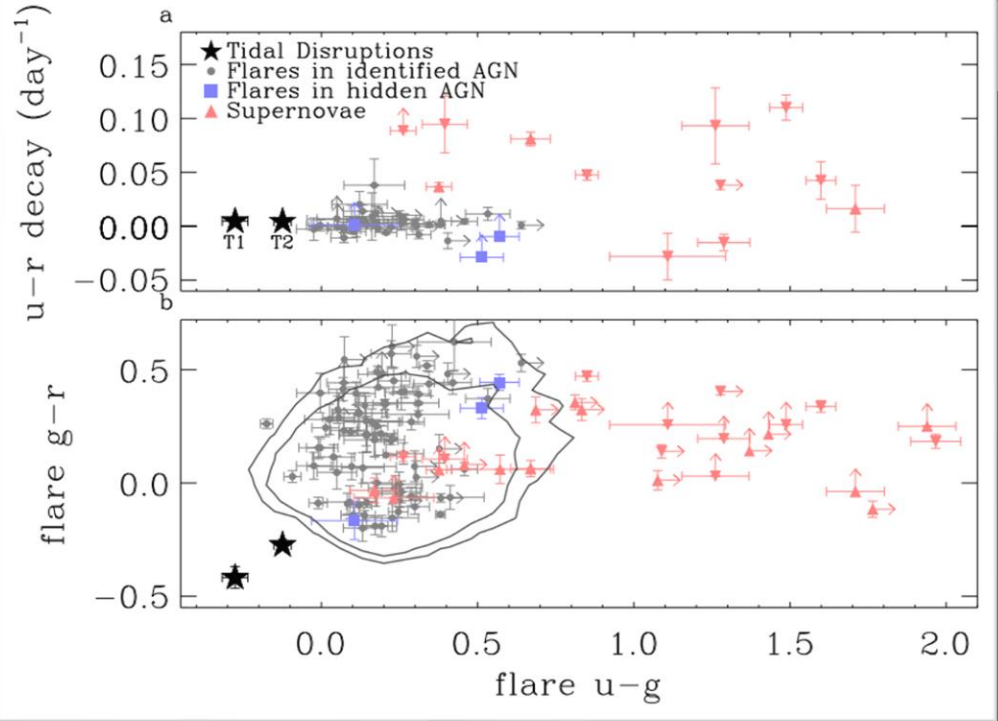 a
u-r decay (day⁻¹)
0.15
0.10
0.05
0.00
-0.05
Tidal Disruptions
Flares in identified AGN
Flares in hidden AGN
Supernovae
T1 T2
b
flare g-r
0.5
0.0
-0.5
0.0 0.5 1.0 1.5 2.0
flare u-g